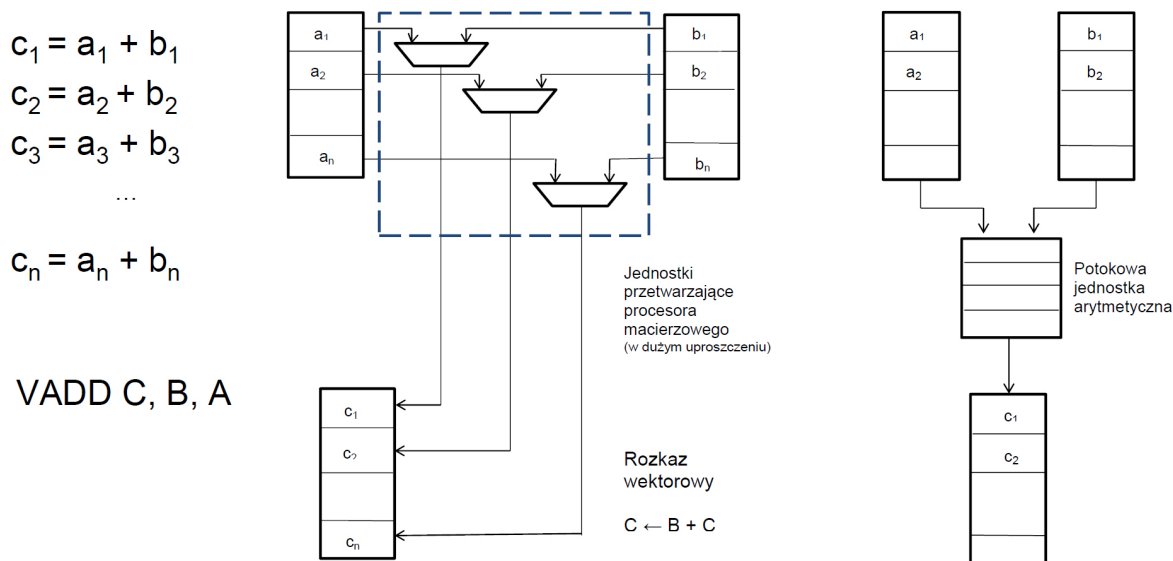 c₁ = a₁ + b₁
c₂ = a₂ + b₂
c₃ = a₃ + b₃
...
cₙ = aₙ + bₙ
VADD C, B, A
a₁
a₂
aₙ
b₁
b₂
bₙ
Jednostki
przetwarzające
procesora
macierzowego
(w dużym uproszczeniu)
c₁
c₂
cₙ
Rozkaz
wektorowy
C ← B + C
a₁
a₂
b₁
b₂
Potokowa
jednostka
arytmetyczna
c₁
c₂